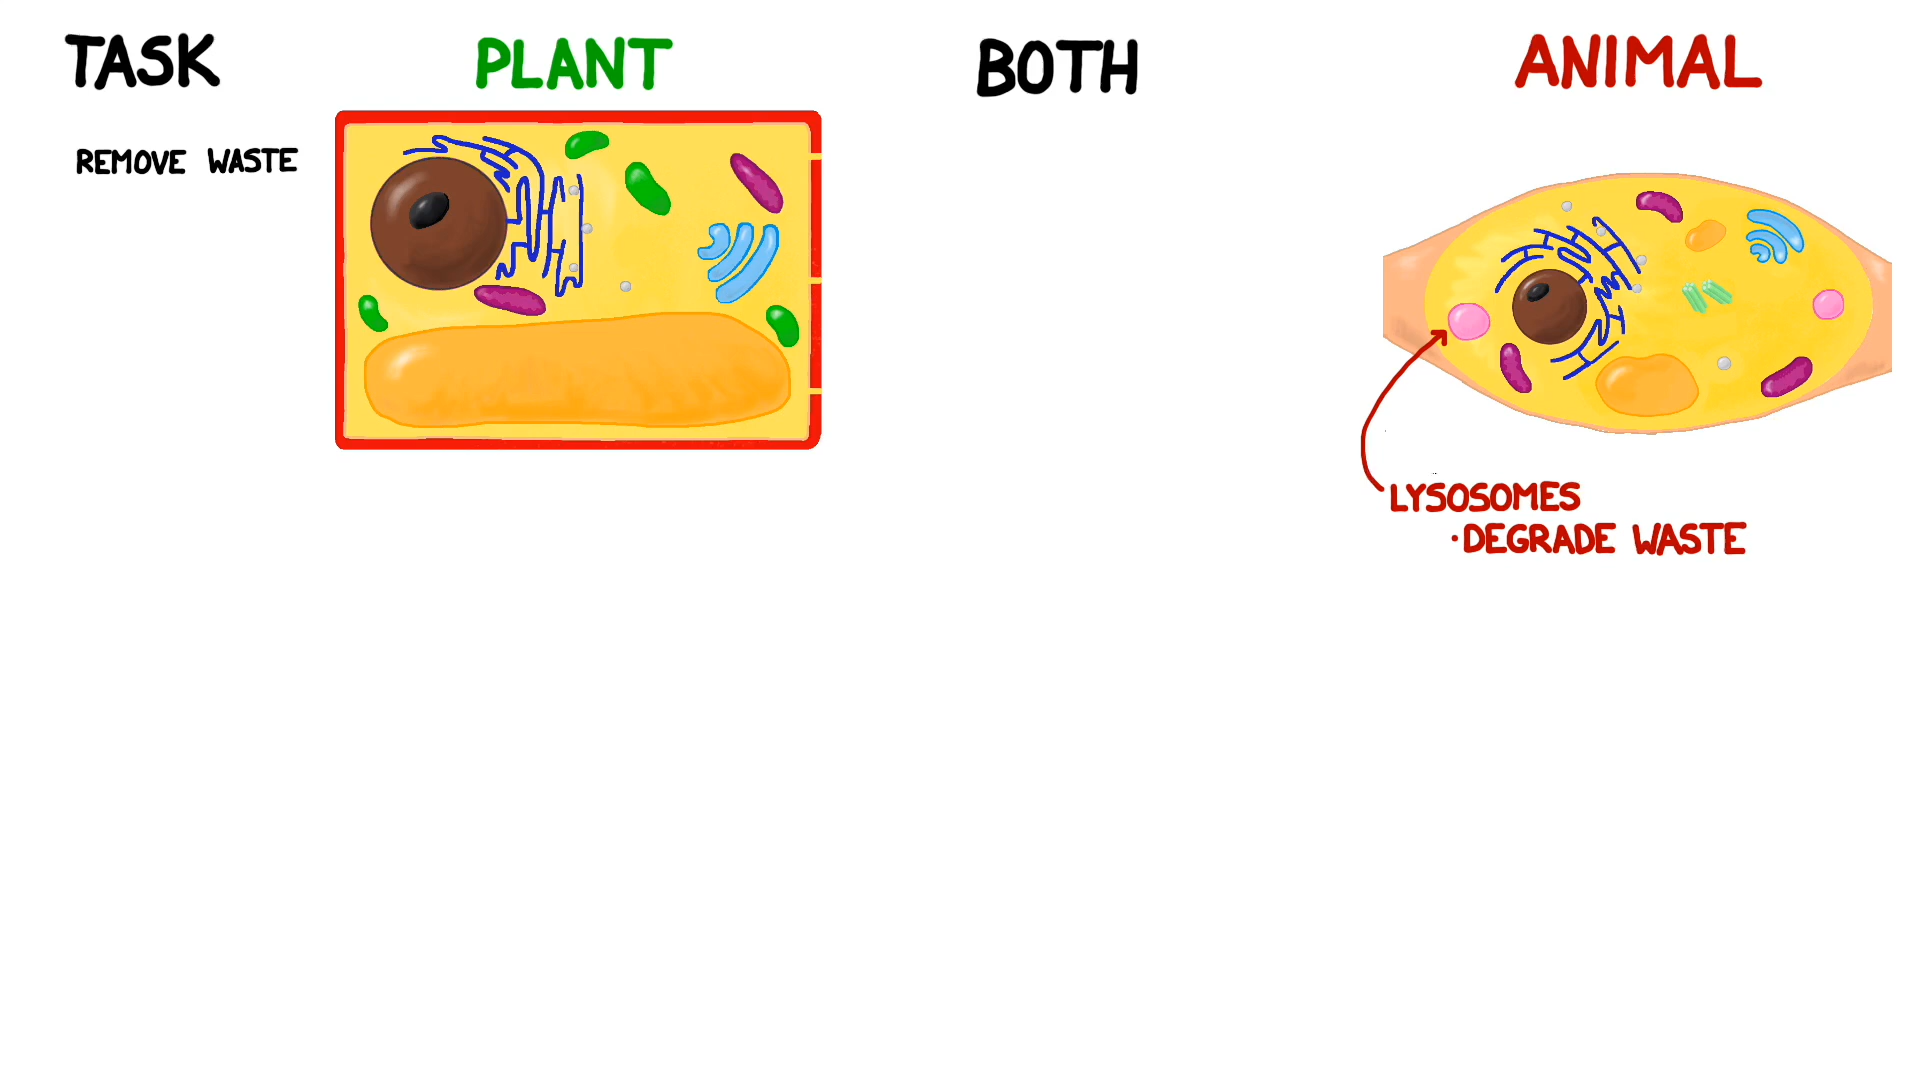 TASK
PLANT
BOTH
ANIMAL
REMOVE WASTE
LYSOSOMES
·DEGRADE WASTE